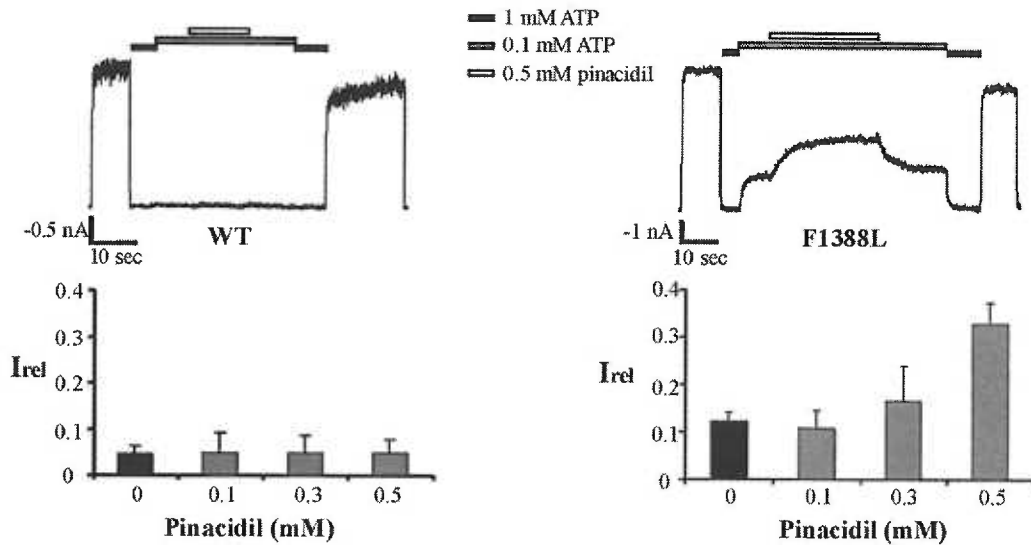 1 mM ATP
0.1 mM ATP
0.5 mM pinacidil
-0.5 nA
10 sec
WT
-1 nA
10 sec
F1388L
0.4
0.3
0.2
0.1
0
Irel
0 0.1 0.3 0.5
Pinacidil (mM)
0.4
0.3
0.2
0.1
0
Irel
0 0.1 0.3 0.5
Pinacidil (mM)